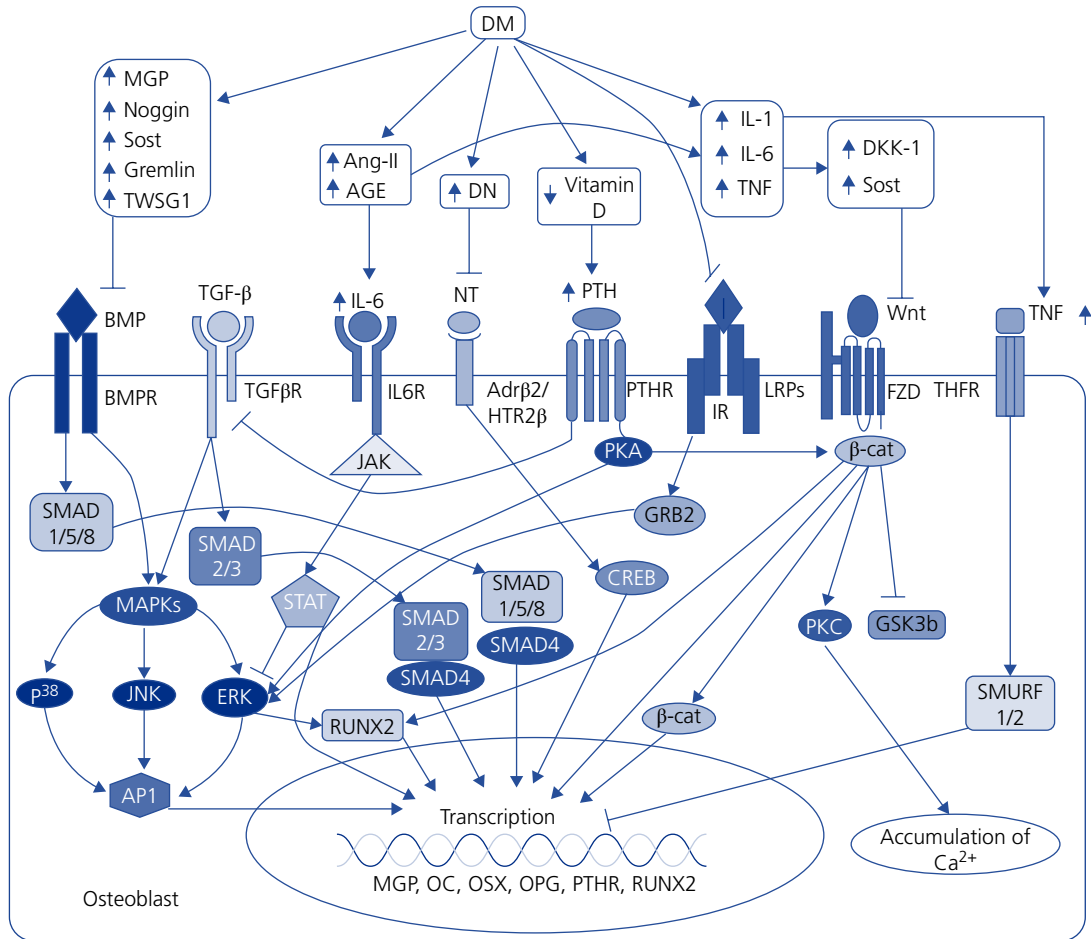 DM
MGP
Noggin
Sost
Gremlin
TWSG1
Ang-II
AGE
DN
Vitamin
D
IL-1
IL-6
TNF
DKK-1
Sost
TGF-β
IL-6
NT
PTH
I
Wnt
TNF
BMP
BMPR
TGFβR
IL6R
Adrβ2/
HTR2β
PTHR
IR
LRPs
FZD
THFR
JAK
PKA
β-cat
SMAD
1/5/8
SMAD
2/3
GRB2
MAPKs
STAT
SMAD
2/3
SMAD4
SMAD
1/5/8
SMAD4
CREB
PKC
GSK3b
P38
JNK
ERK
RUNX2
β-cat
SMURF
1/2
AP1
Transcription
Accumulation of
Ca2+
MGP, OC, OSX, OPG, PTHR, RUNX2
Osteoblast